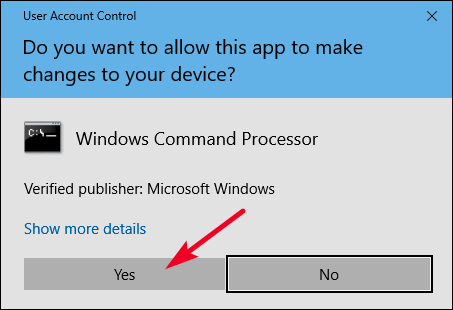 User Account Control
Do you want to allow this app to make
changes to your device?
C:\_
Windows Command Processor
Verified publisher: Microsoft Windows
Show more details
Yes
No